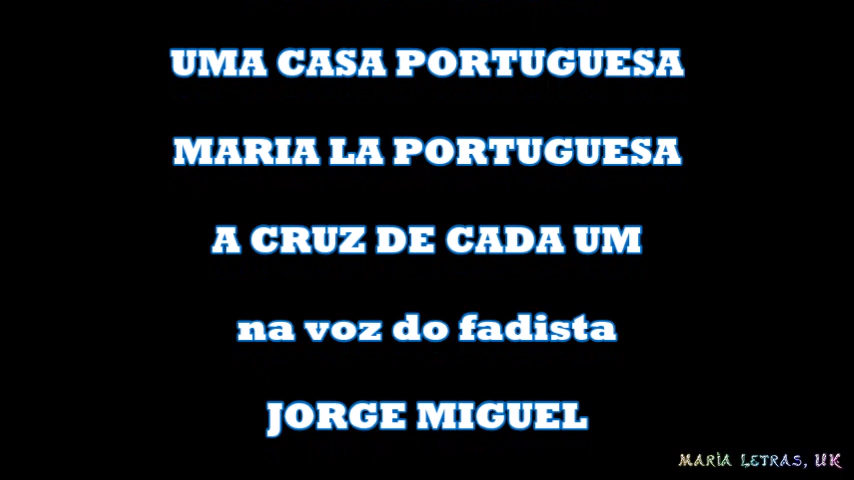 UMA CASA PORTUGUESA
MARIA LA PORTUGUESA
A CRUZ DE CADA UM
na voz do fadista
JORGE MIGUEL
MARIA LETRAS, UK